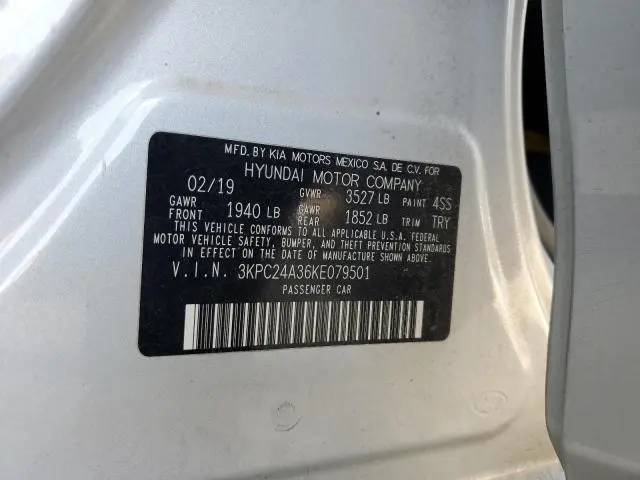 MFD. BY KIA MOTORS MEXICO S.A. DE C.V. FOR
HYUNDAI MOTOR COMPANY
02/19 GVWR 3527 LB PAINT 4SS
GAWR FRONT 1940 LB GAWR REAR 1852 LB TRIM TRY
THIS VEHICLE CONFORMS TO ALL APPLICABLE U.S.A. FEDERAL
MOTOR VEHICLE SAFETY, BUMPER, AND THEFT PREVENTION STANDARDS
IN EFFECT ON THE DATE OF MANUFACTURE SHOWN ABOVE.
V.I.N. 3KPC24A36KE079501
PASSENGER CAR